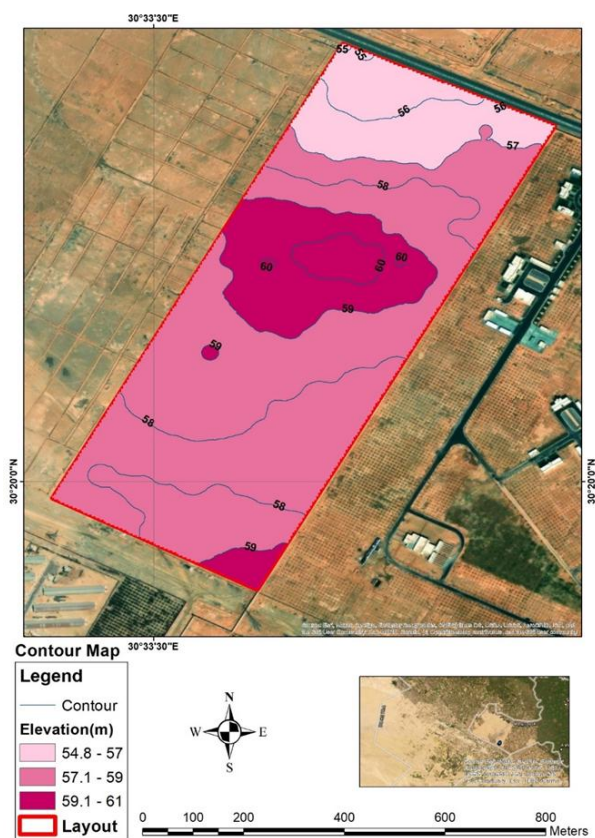 30°33'30"E
55
55
56
56
57
58
60
60
60
59
59
58
58
59
30°20'0"N
30°20'0"N
30°33'30"E
Contour Map
Legend
Contour
Elevation(m)
54.8 - 57
57.1 - 59
59.1 - 61
Layout
N
W
E
S
0
200
400
600
800
Meters